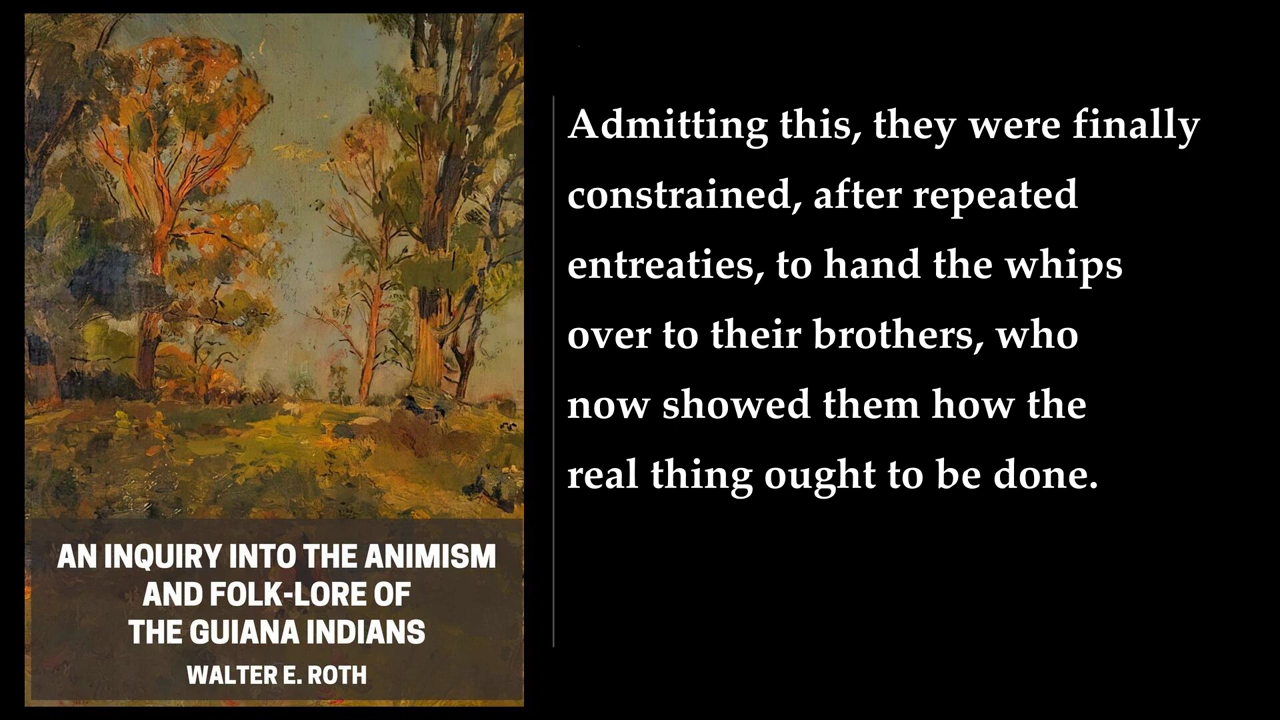 Admitting this, they were finally
constrained, after repeated
entreaties, to hand the whips
over to their brothers, who
now showed them how the
real thing ought to be done.
AN INQUIRY INTO THE ANIMISM
AND FOLK-LORE OF
THE GUIANA INDIANS
WALTER E. ROTH